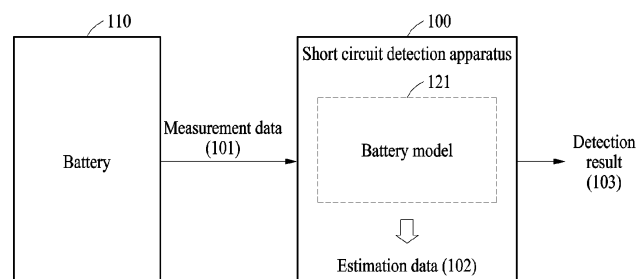 110
100
Short circuit detection apparatus
121
Measurement data
(101)
Battery
Battery model
Detection
result
(103)
Estimation data (102)